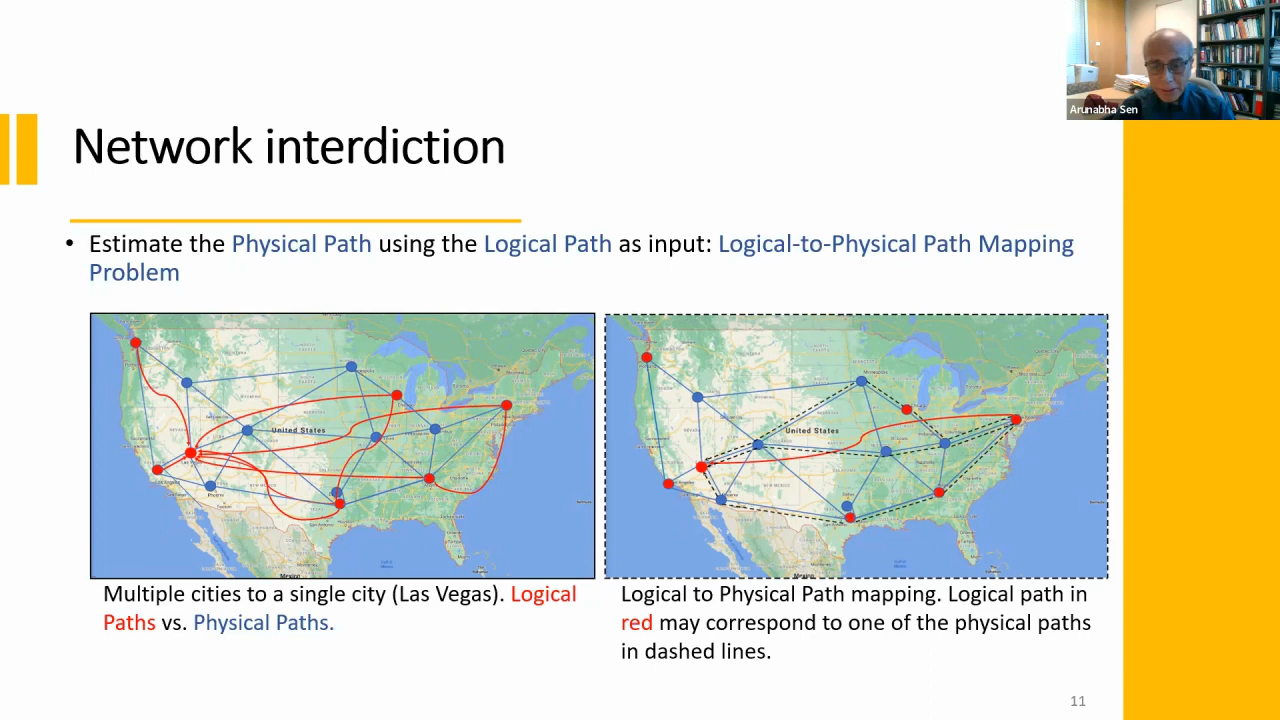 Arunabha Sen
Network interdiction
• Estimate the Physical Path using the Logical Path as input: Logical-to-Physical Path Mapping
Problem
United States
Mexico
United States
Mexico
Multiple cities to a single city (Las Vegas). Logical
Paths vs. Physical Paths.
Logical to Physical Path mapping. Logical path in
red may correspond to one of the physical paths
in dashed lines.
11